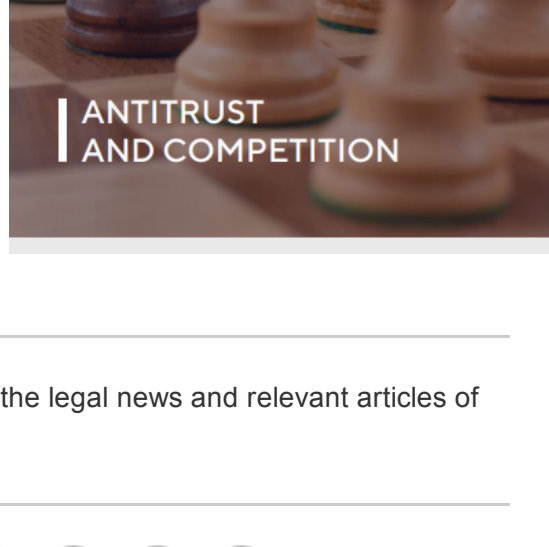 ANTITRUST
AND COMPETITION
the legal news and relevant articles of